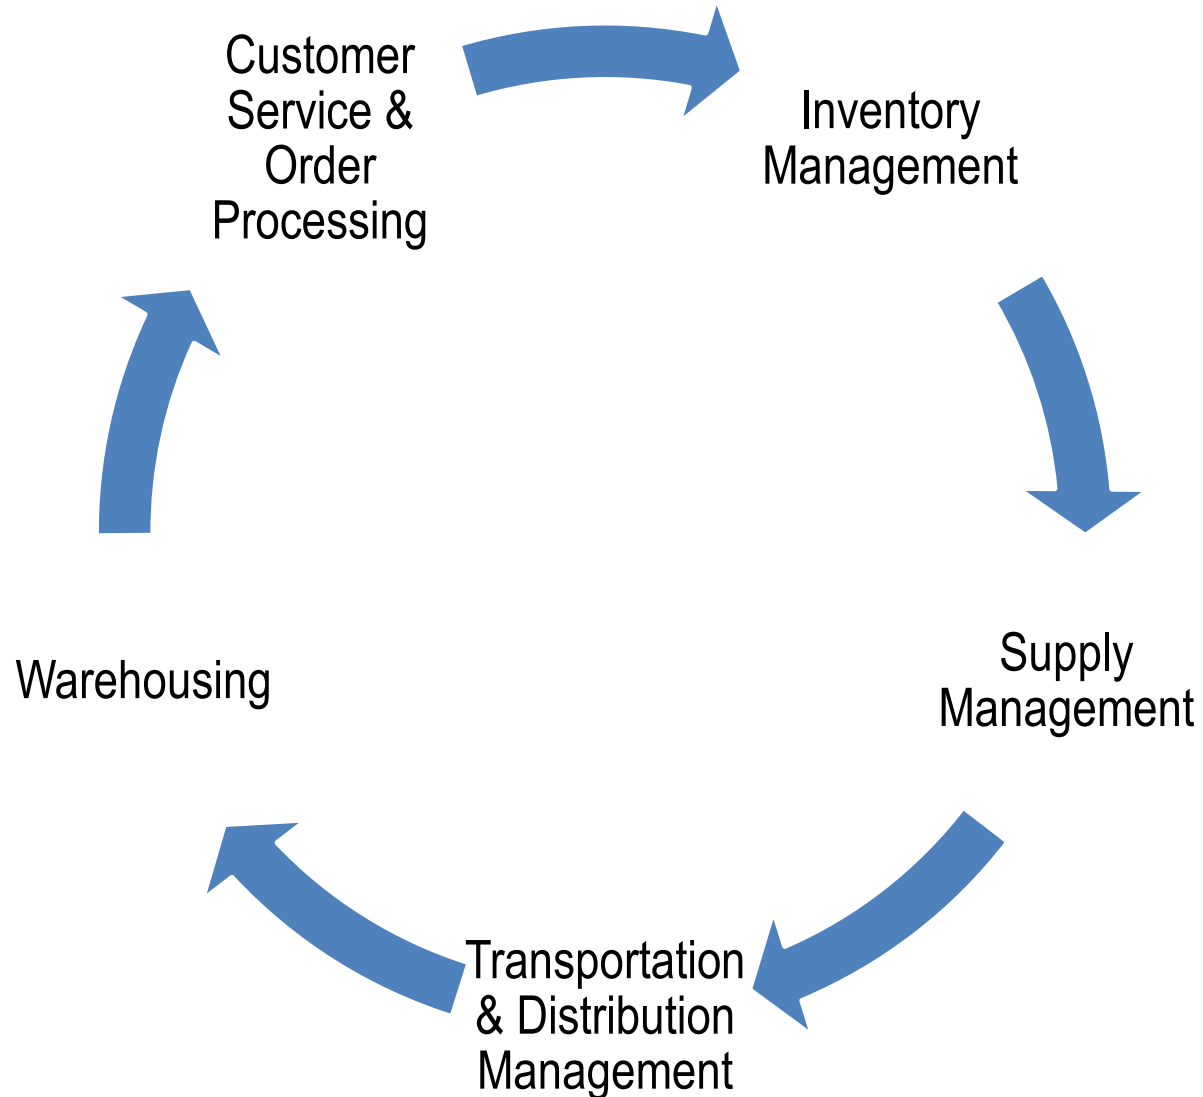 Customer
Service &
Order
Processing
Inventory
Management
Supply
Management
Transportation
& Distribution
Management
Warehousing